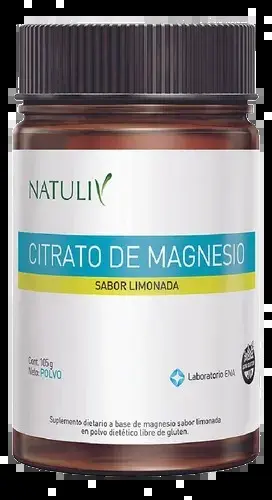 NATULIV
CITRATO DE MAGNESIO
SABOR LIMONADA
Cont. 105 g
Neto: POLVO
Laboratorio ENA
Suplemento dietario a base de magnesio sabor limonada
en polvo dietético libre de gluten.